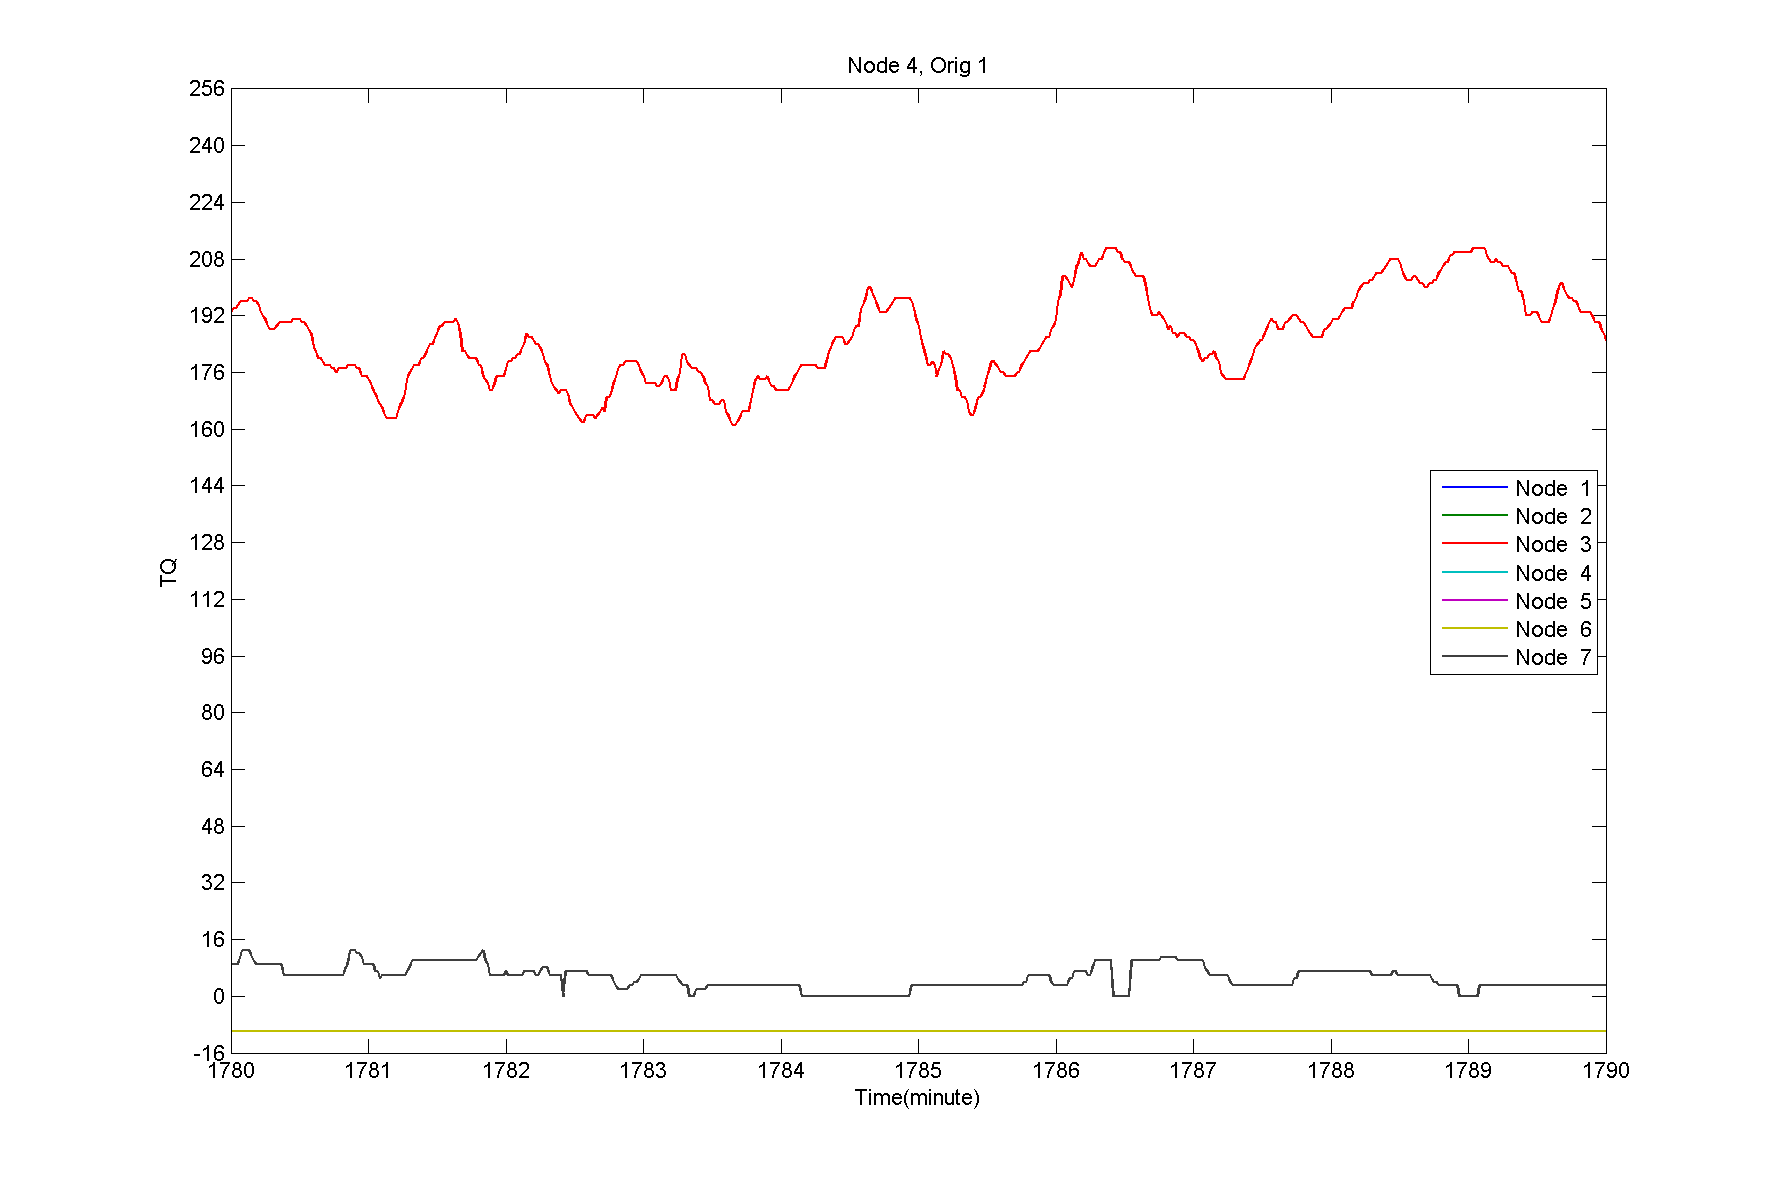 Node 4, Orig 1
256
240
224
208
192
176
160
144
128
112
96
80
64
48
32
16
0
-16
TQ
Node 1
Node 2
Node 3
Node 4
Node 5
Node 6
Node 7
1780 1781 1782 1783 1784 1785 1786 1787 1788 1789 1790
Time(minute)